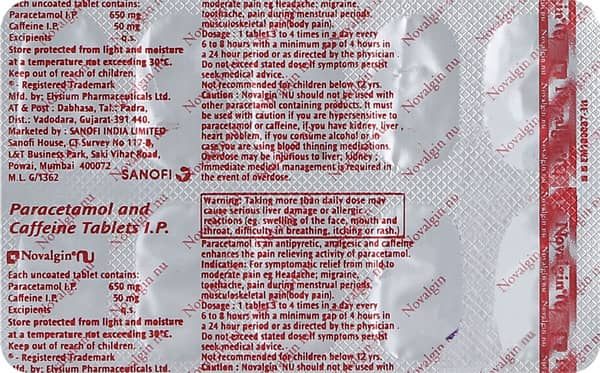 Each uncoated tablet contains:
Paracetamol I.P. 650 mg
Caffeine I.P. 50 mg
Excipients q.s.
Store protected from light and moisture
at a temperature not exceeding 30°C.
Keep out of reach of children.
® - Registered Trademark
Mfd. by: Elysium Pharmaceuticals Ltd.
AT & Post : Dabhasa, Tal.: Padra,
Dist.: Vadodara, Gujarat-391 440.
Marketed by : SANOFI INDIA LIMITED
Sanofi House, CT Survey No 117-B,
L&T Business Park, Saki Vihar Road,
Powai, Mumbai 400072
M.L. G/1362 SANOFI
Paracetamol and
Caffeine Tablets I.P.
Novalgin® nu
Each uncoated tablet contains:
Paracetamol I.P. 650 mg
Caffeine I.P. 50 mg
Excipients q.s.
Store protected from light and moisture
at a temperature not exceeding 30°C.
Keep out of reach of children.
® - Registered Trademark
Mfd. by: Elysium Pharmaceuticals Ltd.
moderate pain eg Headache; migraine,
toothache, pain during menstrual periods,
musculoskeletal pain(body pain).
Dosage : 1 tablet 3 to 4 times in a day every
6 to 8 hours with a minimum gap of 4 hours in
a 24 hour period or as directed by the physician .
Do not exceed stated dose.If symptoms persist
seek medical advice.
Not recommended for children below 12 yrs.
Caution : Novalgin NU should not be used with
other paracetamol containing products. It must
be used with caution if you are hypersensitive to
paracetamol or caffeine, if you have kidney, liver ,
heart problem, if you consume alcohol or in
case you are using blood thinning medications.
Overdose may be injurious to liver; kidney ;
Immediate medical management is required in
the event of overdose.
Warning: Taking more than daily dose may
cause serious liver damage or allergic
reactions (eg. swelling of the face, mouth and
throat, difficulty in breathing, itching or rash.)
Paracetamol is an antipyretic, analgesic and caffeine
enhances the pain relieving activity of paracetamol.
Indication: For symptomatic relief from mild to
moderate pain eg Headache; migraine,
toothache, pain during menstrual periods,
musculoskeletal pain(body pain).
Dosage : 1 tablet 3 to 4 times in a day every
6 to 8 hours with a minimum gap of 4 hours in
a 24 hour period or as directed by the physician .
Do not exceed stated dose.If symptoms persist
seek medical advice.
Not recommended for children below 12 yrs.
Caution : Novalgin NU should not be used with
Novalgin nu
Novalgin nu
Novalgin nu
Novalgin nu
Novalgin nu
Novalgin nu